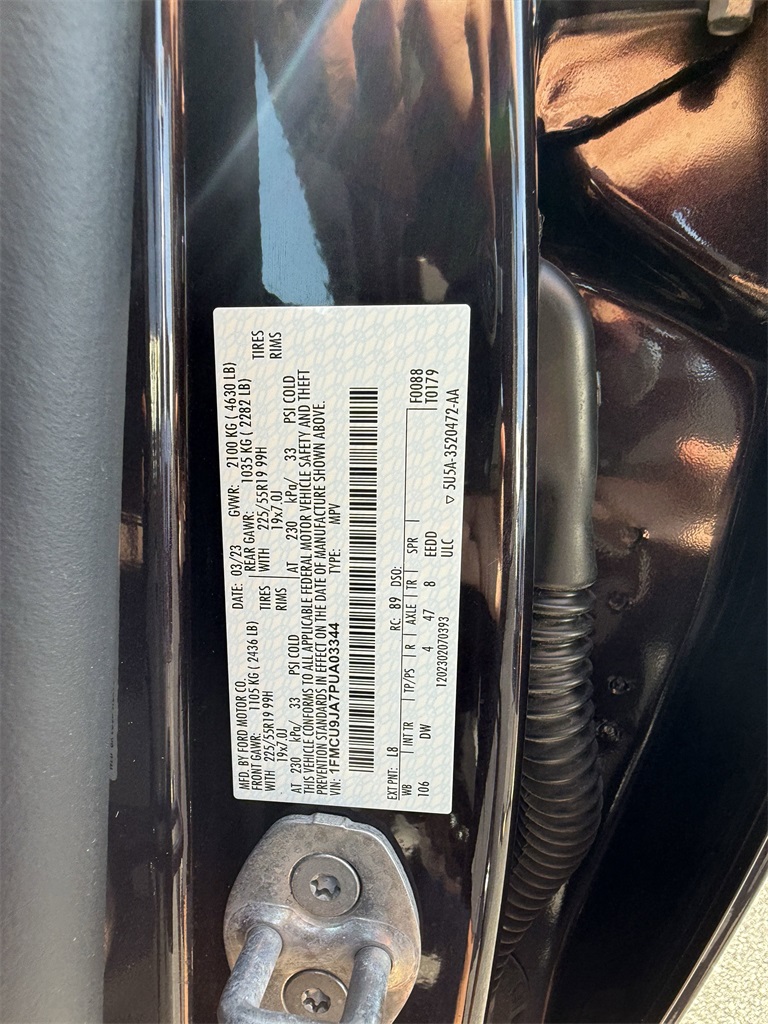 MFD. BY FORD MOTOR CO.
DATE: 03/23 GVWR: 2100 KG ( 4630 LB)
FRONT GAWR: 1105 KG ( 2436 LB) REAR GAWR: 1035 KG ( 2282 LB)
WITH 225/55R19 99H TIRES WITH 225/55R19 99H TIRES
19x7.0J RIMS 19x7.0J RIMS
AT 230 kPa/ 33 PSI COLD AT 230 kPa/ 33 PSI COLD
THIS VEHICLE CONFORMS TO ALL APPLICABLE FEDERAL MOTOR VEHICLE SAFETY AND THEFT
PREVENTION STANDARDS IN EFFECT ON THE DATE OF MANUFACTURE SHOWN ABOVE.
VIN: 1FMCU9JA7PUA03344 TYPE: MPV
EXT PNT: L8 RC: 89 DSO: F0088
WB INT TR TP/PS R AXLE TR SPR T0179
106 DW 4 47 8 EEDD
1202302070393 ULC ▽ 5U5A-3520472-AA